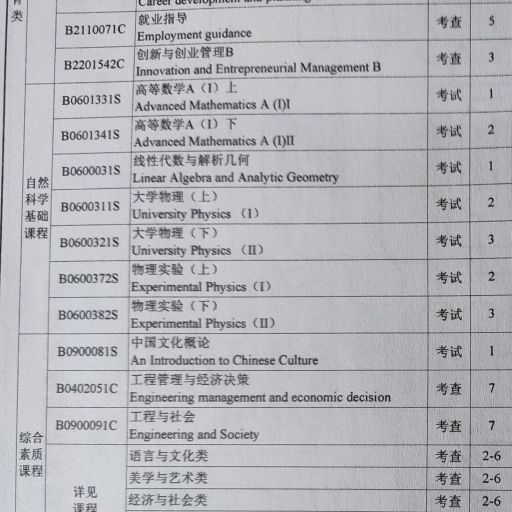 Career development and planning
类
B2110071C 就业指导 考查 5
Employment guidance
B2201542C 创新与创业管理B 考查 3
Innovation and Entrepreneurial Management B
自然
科学
基础
课程
B0601331S 高等数学A（I）上 考试 1
Advanced Mathematics A (I)I
B0601341S 高等数学A（I）下 考试 2
Advanced Mathematics A (I)II
B0600031S 线性代数与解析几何 考试 1
Linear Algebra and Analytic Geometry
B0600311S 大学物理（上） 考试 2
University Physics （I）
B0600321S 大学物理（下） 考试 3
University Physics （II）
B0600372S 物理实验（上） 考试 2
Experimental Physics（I）
B0600382S 物理实验（下） 考试 3
Experimental Physics（II）
综合
素质
课程
B0900081S 中国文化概论 考试 1
An Introduction to Chinese Culture
B0402051C 工程管理与经济决策 考查 7
Engineering management and economic decision
B0900091C 工程与社会 考查 7
Engineering and Society
详见
课程
语言与文化类 考查 2-6
美学与艺术类 考查 2-6
经济与社会类 考查 2-6